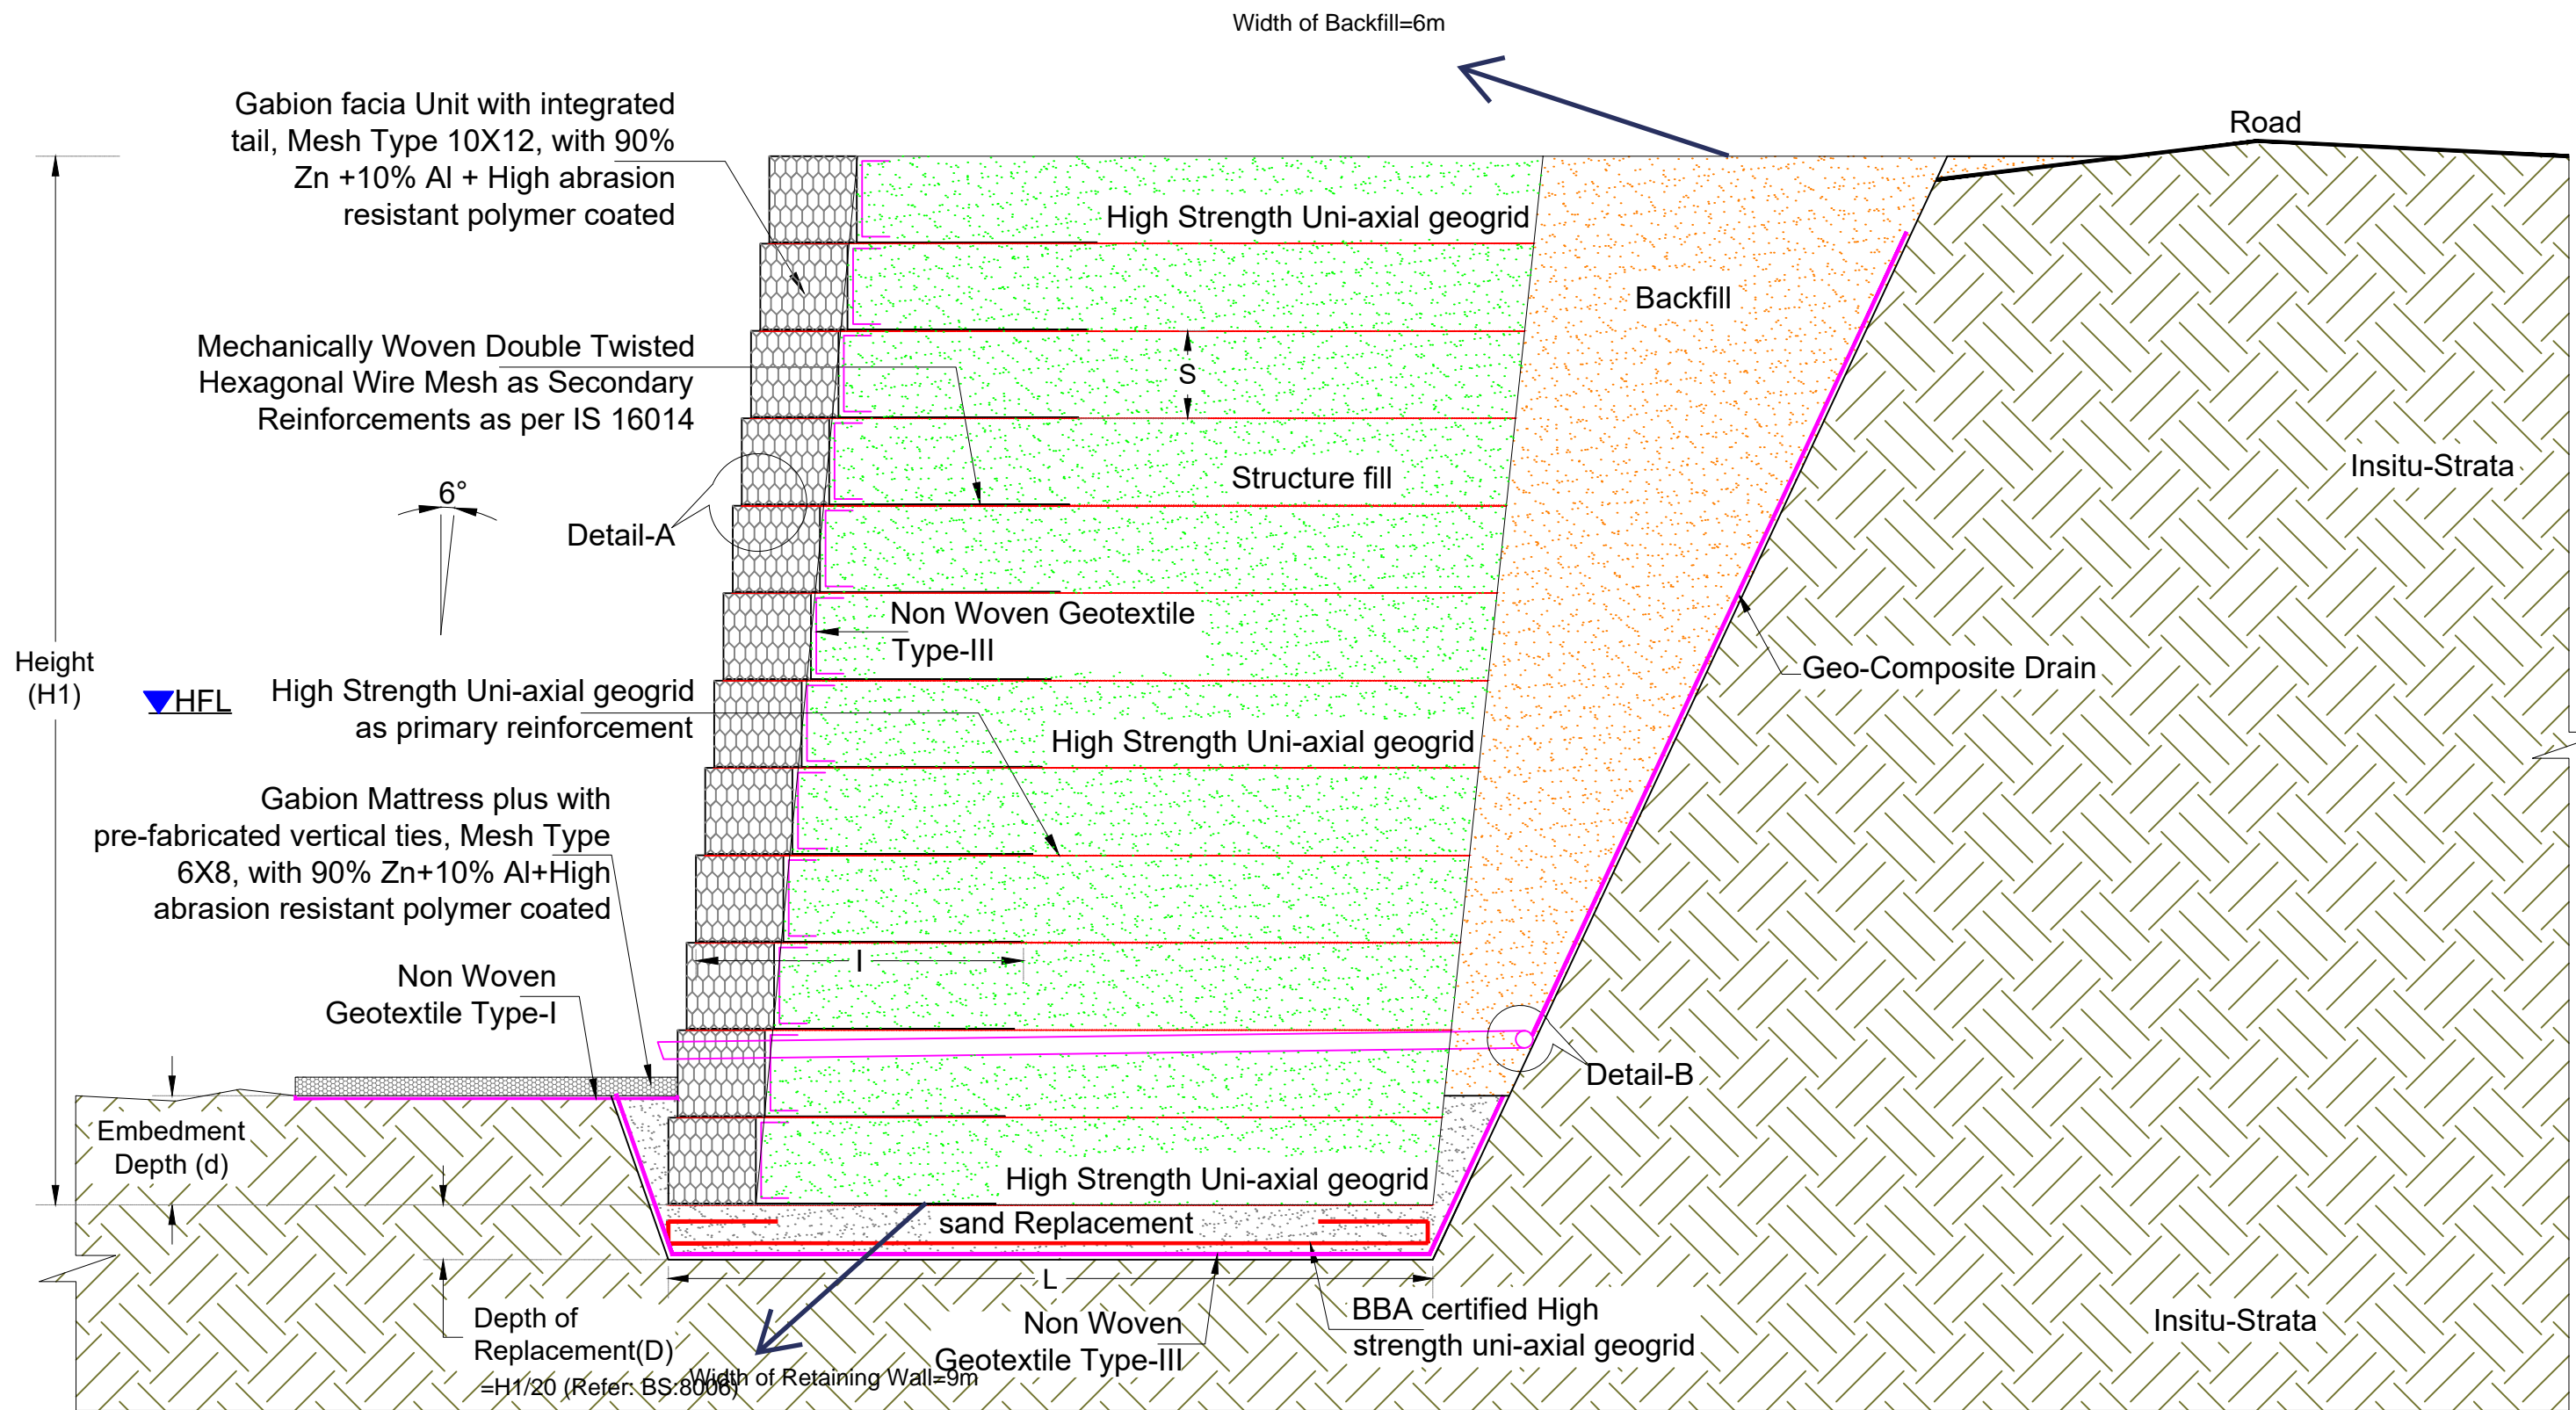 Width of Backfill=6m
Gabion facia Unit with integrated
tail, Mesh Type 10X12, with 90%
Zn +10% Al + High abrasion
resistant polymer coated
Road
High Strength Uni-axial geogrid
Backfill
Mechanically Woven Double Twisted
Hexagonal Wire Mesh as Secondary
Reinforcements as per IS 16014
S
Structure fill
Insitu-Strata
6°
Detail-A
Non Woven Geotextile
Type-III
Height
(H1)
HFL
High Strength Uni-axial geogrid
as primary reinforcement
Geo-Composite Drain
High Strength Uni-axial geogrid
Gabion Mattress plus with
pre-fabricated vertical ties, Mesh Type
6X8, with 90% Zn+10% Al+High
abrasion resistant polymer coated
l
Non Woven
Geotextile Type-I
Detail-B
Embedment
Depth (d)
High Strength Uni-axial geogrid
sand Replacement
L
Depth of
Replacement(D)
=H1/20 (Refer: BS:8006)
Width of Retaining Wall=9m
Non Woven
Geotextile Type-III
BBA certified High
strength uni-axial geogrid
Insitu-Strata